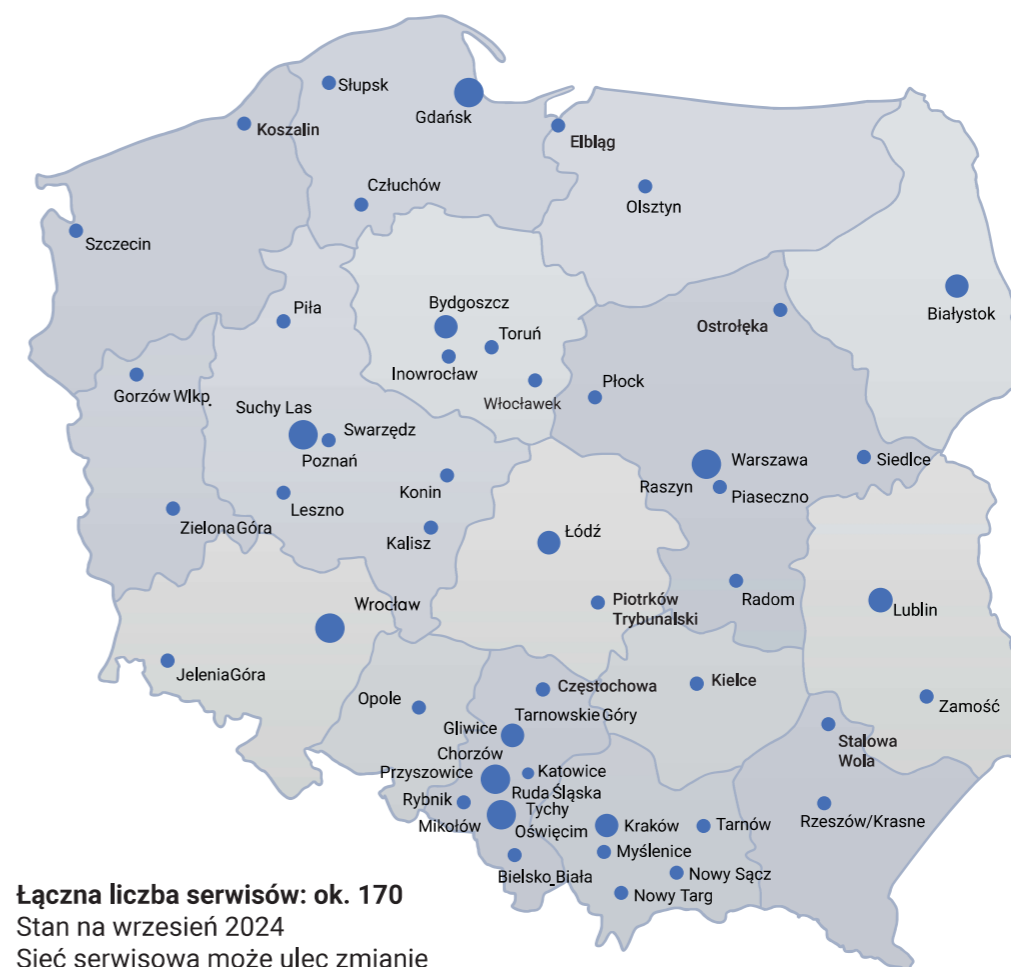 Słupsk
Gdańsk
Koszalin
Elbląg
Człuchów
Olsztyn
Szczecin
Piła
Bydgoszcz
Toruń
Inowrocław
Włocławek
Ostrołęka
Białystok
Płock
Gorzów Wlkp.
Suchy Las
Swarzędz
Poznań
Leszno
Konin
Kalisz
Zielona Góra
Warszawa
Raszyn
Piaseczno
Siedlce
Łódź
Piotrków
Trybunalski
Radom
Lublin
Wrocław
Jelenia Góra
Opole
Częstochowa
Kielce
Zamość
Tarnowskie Góry
Gliwice
Chorzów
Przyszowice
Katowice
Ruda Śląska
Rybnik
Tychy
Mikołów
Oświęcim
Bielsko_Biała
Kraków
Tarnów
Myślenice
Nowy Sącz
Nowy Targ
Stalowa
Wola
Rzeszów/Krasne
Łączna liczba serwisów: ok. 170
Stan na wrzesień 2024
Sieć serwisowa może ulec zmianie